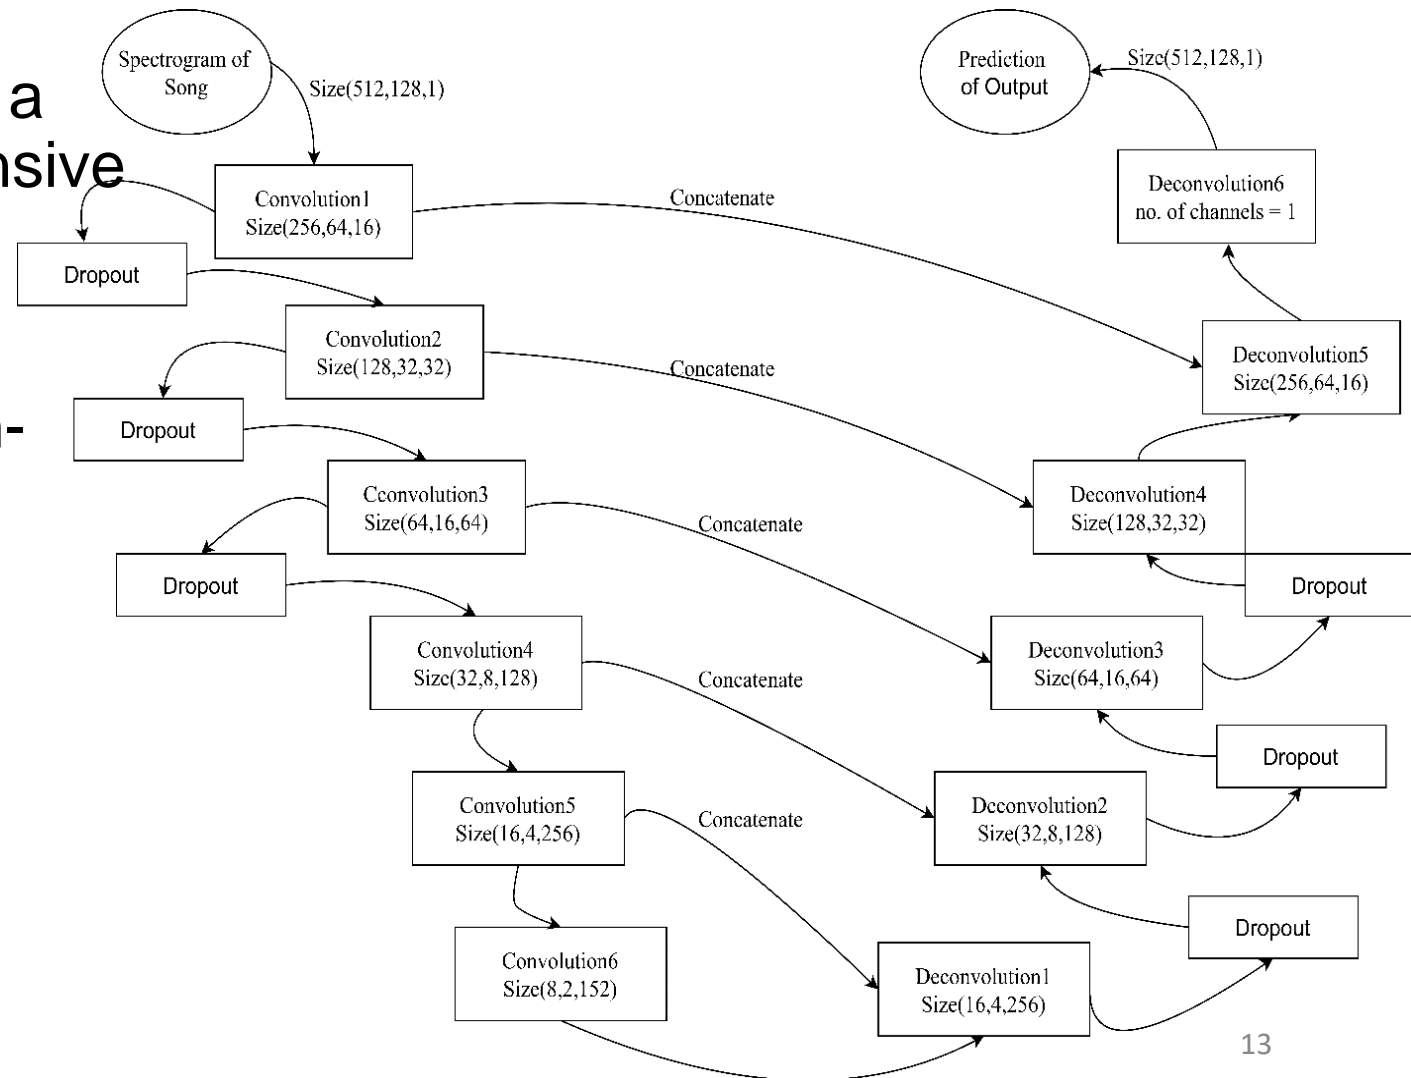 a
nsive
-
Spectrogram of
Song
Size(512,128,1)
Convolution1
Size(256,64,16)
Dropout
Convolution2
Size(128,32,32)
Dropout
Cconvolution3
Size(64,16,64)
Dropout
Convolution4
Size(32,8,128)
Convolution5
Size(16,4,256)
Convolution6
Size(8,2,152)
Concatenate
Concatenate
Concatenate
Concatenate
Concatenate
Deconvolution1
Size(16,4,256)
Dropout
Deconvolution2
Size(32,8,128)
Dropout
Deconvolution3
Size(64,16,64)
Dropout
Deconvolution4
Size(128,32,32)
Deconvolution5
Size(256,64,16)
Deconvolution6
no. of channels = 1
Size(512,128,1)
Prediction
of Output
13